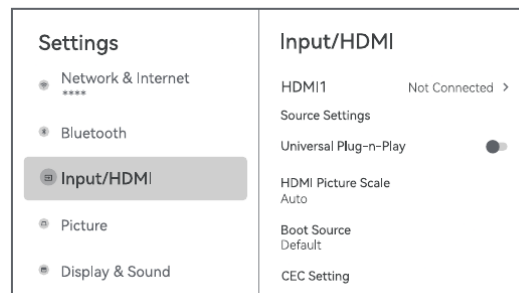 Settings
Network & Internet
****
Bluetooth
Input/HDMI
Picture
Display & Sound
Input/HDMI
HDMI1 Not Connected >
Source Settings
Universal Plug-n-Play
HDMI Picture Scale
Auto
Boot Source
Default
CEC Setting